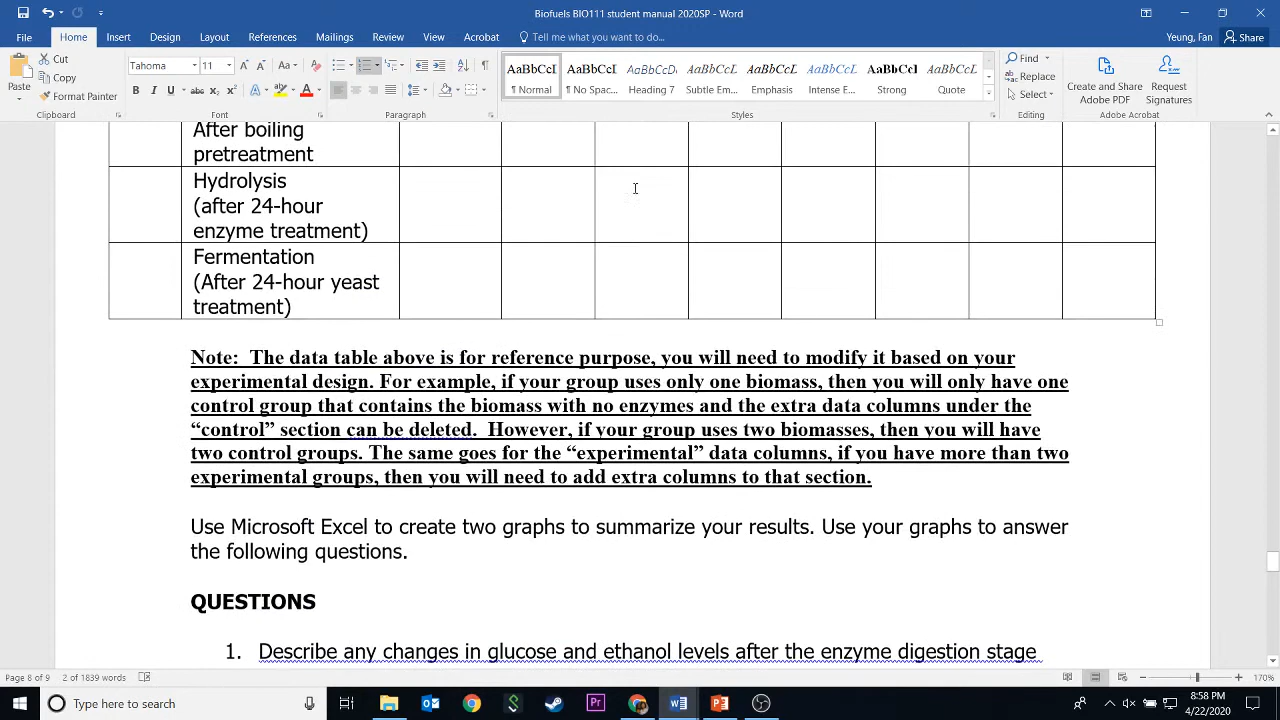 Biofuels BIO111 student manual 2020SP - Word
Yeung, Fan
File Home Insert Design Layout References Mailings Review View Acrobat Tell me what you want to do... Share
Paste
Cut
Copy
Format Painter
Clipboard
Tahoma 11
Font
Paragraph
AaBbCcI AaBbCcI AaBbCcD AaBbCcL AaBbCcL AaBbCcL AaBbCcI AaBbCcL
¶ Normal ¶ No Spac... Heading 7 Subtle Em... Emphasis Intense E... Strong Quote
Styles
Find
Replace
Select
Editing
Create and Share Adobe PDF
Request Signatures
Adobe Acrobat
After boiling
pretreatment
Hydrolysis
(after 24-hour
enzyme treatment)
Fermentation
(After 24-hour yeast
treatment)
Note:  The data table above is for reference purpose, you will need to modify it based on your
experimental design. For example, if your group uses only one biomass, then you will only have one
control group that contains the biomass with no enzymes and the extra data columns under the
“control” section can be deleted.  However, if your group uses two biomasses, then you will have
two control groups. The same goes for the “experimental” data columns, if you have more than two
experimental groups, then you will need to add extra columns to that section.
Use Microsoft Excel to create two graphs to summarize your results. Use your graphs to answer
the following questions.
QUESTIONS
1. Describe any changes in glucose and ethanol levels after the enzyme digestion stage
Page 8 of 9 2 of 1839 words 170%
Type here to search
8:58 PM
4/22/2020